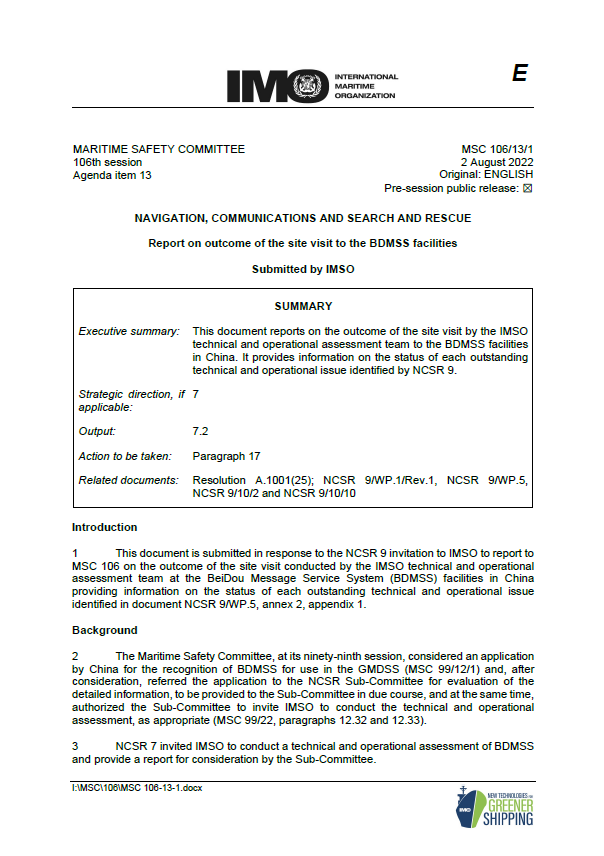 E
IMO INTERNATIONAL
MARITIME
ORGANIZATION
MARITIME SAFETY COMMITTEE
106th session
Agenda item 13
MSC 106/13/1
2 August 2022
Original: ENGLISH
Pre-session public release: ☒
NAVIGATION, COMMUNICATIONS AND SEARCH AND RESCUE
Report on outcome of the site visit to the BDMSS facilities
Submitted by IMSO
SUMMARY
Executive summary: This document reports on the outcome of the site visit by the IMSO
technical and operational assessment team to the BDMSS facilities
in China. It provides information on the status of each outstanding
technical and operational issue identified by NCSR 9.
Strategic direction, if 7
applicable:
Output: 7.2
Action to be taken: Paragraph 17
Related documents: Resolution A.1001(25); NCSR 9/WP.1/Rev.1, NCSR 9/WP.5,
NCSR 9/10/2 and NCSR 9/10/10
Introduction
1 This document is submitted in response to the NCSR 9 invitation to IMSO to report to
MSC 106 on the outcome of the site visit conducted by the IMSO technical and operational
assessment team at the BeiDou Message Service System (BDMSS) facilities in China
providing information on the status of each outstanding technical and operational issue
identified in document NCSR 9/WP.5, annex 2, appendix 1.
Background
2 The Maritime Safety Committee, at its ninety-ninth session, considered an application
by China for the recognition of BDMSS for use in the GMDSS (MSC 99/12/1) and, after
consideration, referred the application to the NCSR Sub-Committee for evaluation of the
detailed information, to be provided to the Sub-Committee in due course, and at the same time,
authorized the Sub-Committee to invite IMSO to conduct the technical and operational
assessment, as appropriate (MSC 99/22, paragraphs 12.32 and 12.33).
3 NCSR 7 invited IMSO to conduct a technical and operational assessment of BDMSS
and provide a report for consideration by the Sub-Committee.
I:\MSC\106\MSC 106-13-1.docx
IMO
NEW TECHNOLOGIES FOR
GREENER
SHIPPING